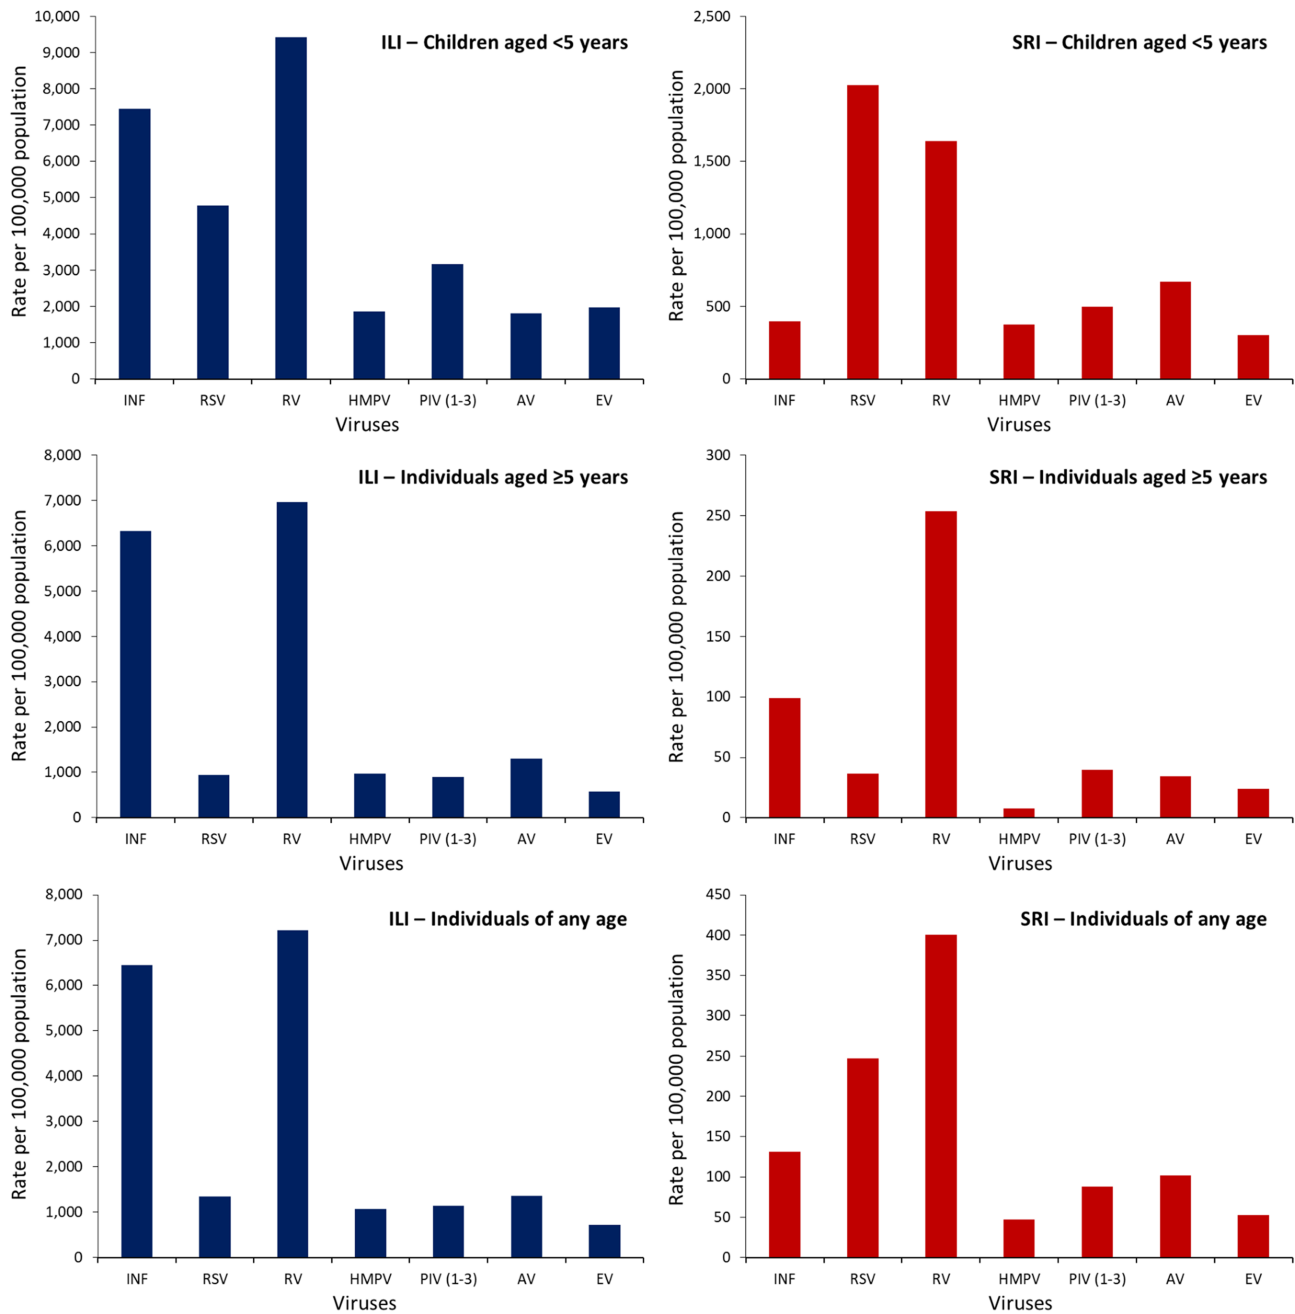 ILI – Children aged <5 years
Rate per 100,000 population
10,000
9,000
8,000
7,000
6,000
5,000
4,000
3,000
2,000
1,000
0
INF RSV RV HMPV PIV (1-3) AV EV
Viruses
SRI – Children aged <5 years
Rate per 100,000 population
2,500
2,000
1,500
1,000
500
0
INF RSV RV HMPV PIV (1-3) AV EV
Viruses
ILI – Individuals aged ≥5 years
Rate per 100,000 population
8,000
7,000
6,000
5,000
4,000
3,000
2,000
1,000
0
INF RSV RV HMPV PIV (1-3) AV EV
Viruses
SRI – Individuals aged ≥5 years
Rate per 100,000 population
300
250
200
150
100
50
0
INF RSV RV HMPV PIV (1-3) AV EV
Viruses
ILI – Individuals of any age
Rate per 100,000 population
8,000
7,000
6,000
5,000
4,000
3,000
2,000
1,000
0
INF RSV RV HMPV PIV (1-3) AV EV
Viruses
SRI – Individuals of any age
Rate per 100,000 population
450
400
350
300
250
200
150
100
50
0
INF RSV RV HMPV PIV (1-3) AV EV
Viruses